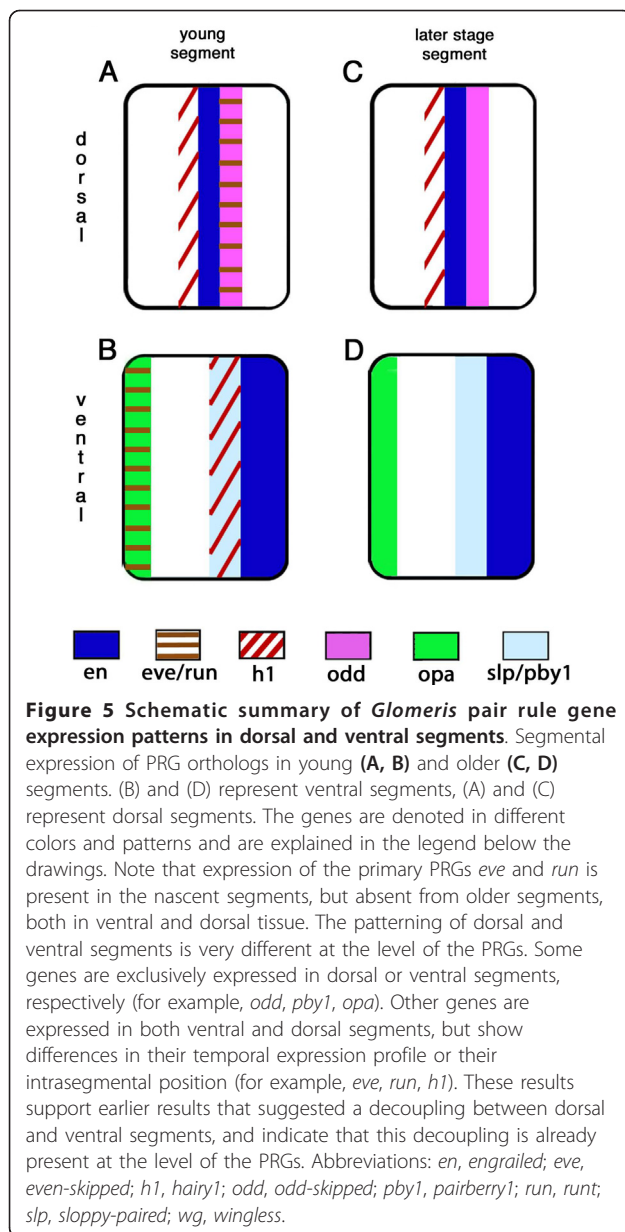 young
segment
later stage
segment
A
C
dorsal
B
D
ventral
en
eve/run
h1
odd
opa
slp/pby1
Figure 5 Schematic summary of Glomeris pair rule gene
expression patterns in dorsal and ventral segments. Segmental
expression of PRG orthologs in young (A, B) and older (C, D)
segments. (B) and (D) represent ventral segments, (A) and (C)
represent dorsal segments. The genes are denoted in different
colors and patterns and are explained in the legend below the
drawings. Note that expression of the primary PRGs eve and run is
present in the nascent segments, but absent from older segments,
both in ventral and dorsal tissue. The patterning of dorsal and
ventral segments is very different at the level of the PRGs. Some
genes are exclusively expressed in dorsal or ventral segments,
respectively (for example, odd, pby1, opa). Other genes are
expressed in both ventral and dorsal segments, but show
differences in their temporal expression profile or their
intrasegmental position (for example, eve, run, h1). These results
support earlier results that suggested a decoupling between dorsal
and ventral segments, and indicate that this decoupling is already
present at the level of the PRGs. Abbreviations: en, engrailed; eve,
even-skipped; h1, hairy1; odd, odd-skipped; pby1, pairberry1; run, runt;
slp, sloppy-paired; wg, wingless.